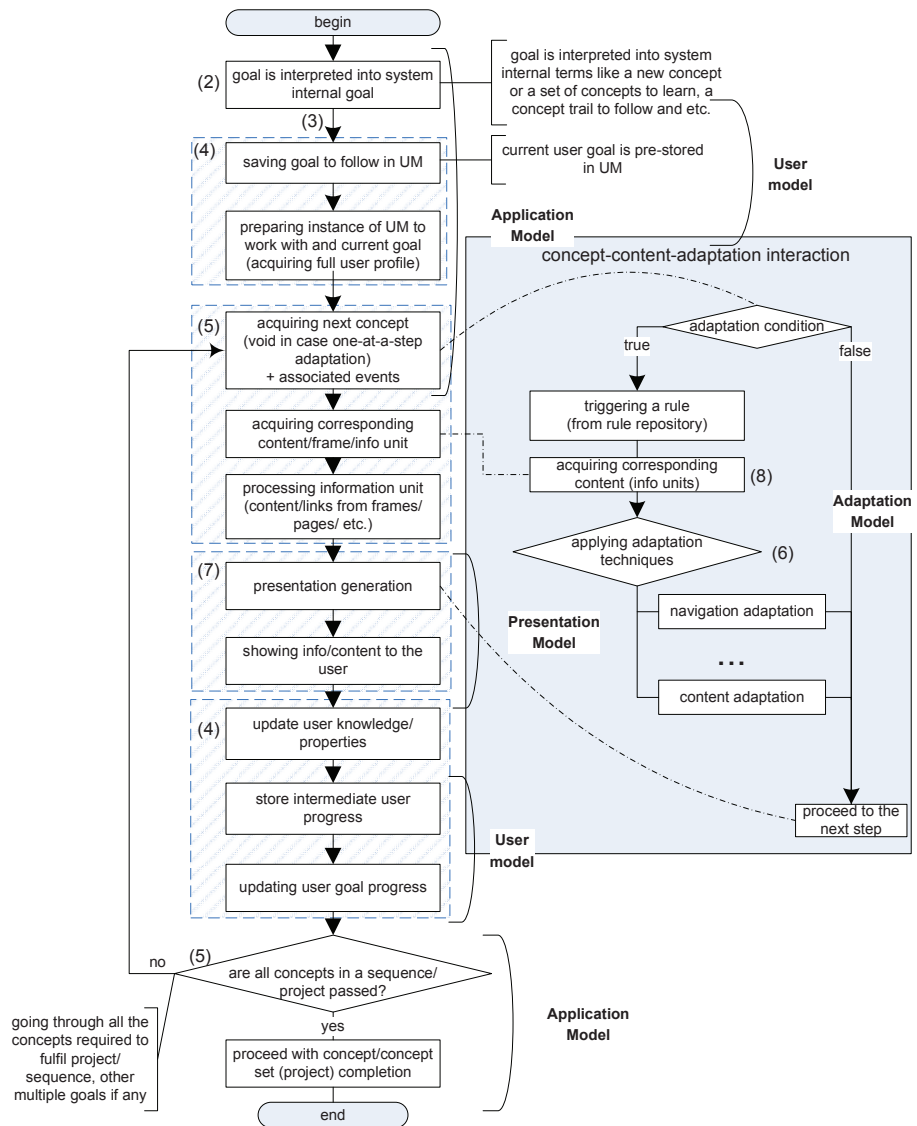 begin
(2)
goal is interpreted into system
internal goal
goal is interpreted into system
internal terms like a new concept
or a set of concepts to learn, a
concept trail to follow and etc.
(3)
(4)
saving goal to follow in UM
current user goal is pre-stored
in UM
User
model
preparing instance of UM to
work with and current goal
(acquiring full user profile)
Application
Model
concept-content-adaptation interaction
(5)
acquiring next concept
(void in case one-at-a-step
adaptation)
+ associated events
adaptation condition
true
false
triggering a rule
(from rule repository)
acquiring corresponding
content/frame/info unit
acquiring corresponding
content (info units)
(8)
processing information unit
(content/links from frames/
pages/ etc.)
Adaptation
Model
applying adaptation
techniques
(6)
(7)
presentation generation
Presentation
Model
navigation adaptation
...
showing info/content to the
user
content adaptation
(4)
update user knowledge/
properties
store intermediate user
progress
proceed to the
next step
User
model
updating user goal progress
(5)
no
are all concepts in a sequence/
project passed?
yes
going through all the
concepts required to
fulfil project/
sequence, other
multiple goals if any
Application
Model
proceed with concept/concept
set (project) completion
end